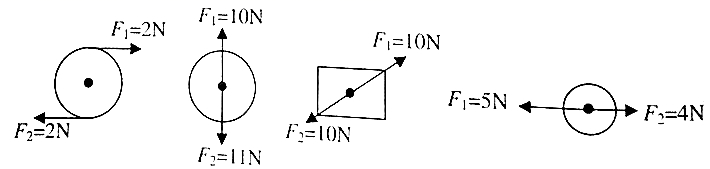 F₁=2N
F₂=2N
F₁=10N
F₂=11N
F₁=10N
F₂=10N
F₁=5N
F₂=4N